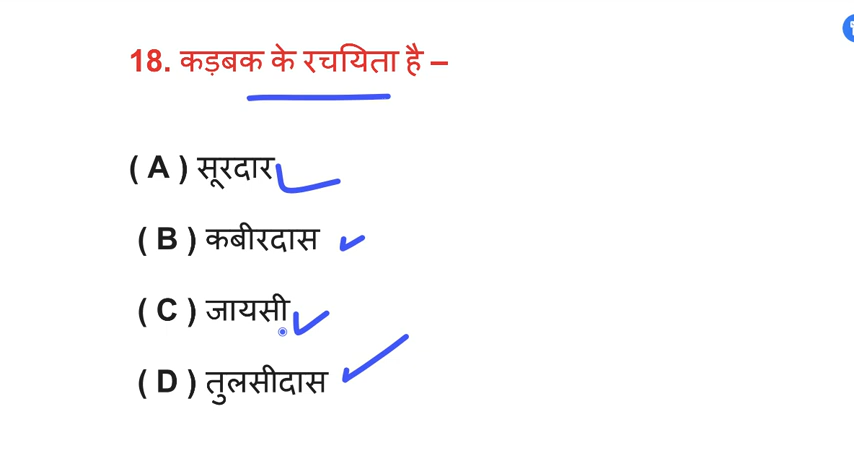 18. कड़बक के रचयिता है –
( A ) सूरदार
( B ) कबीरदास
( C ) जायसी
( D ) तुलसीदास